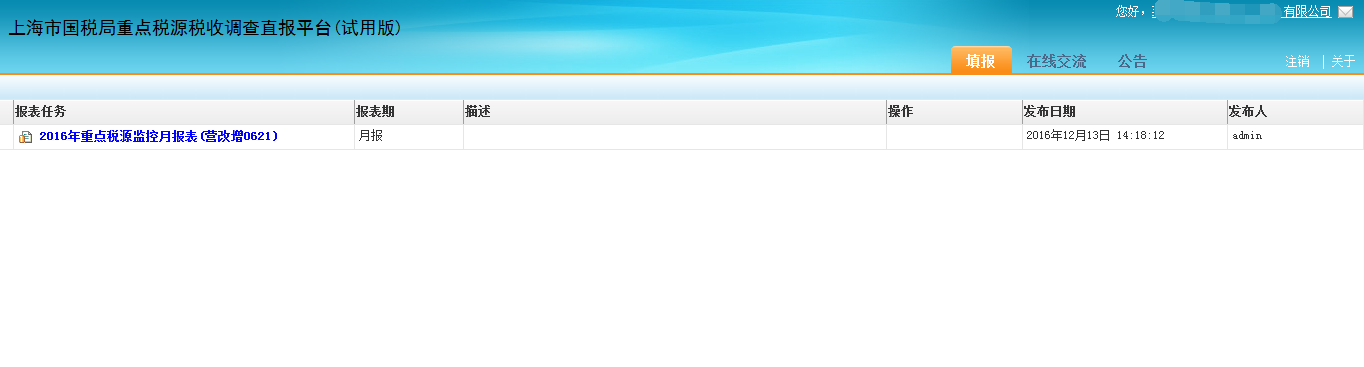 您好，
有限公司
上海市国税局重点税源税收调查直报平台(试用版)
填报 在线交流 公告 注销 | 关于
报表任务 报表期 描述 操作 发布日期 发布人
2016年重点税源监控月报表(营改增0621) 月报 2016年12月13日 14:18:12 admin